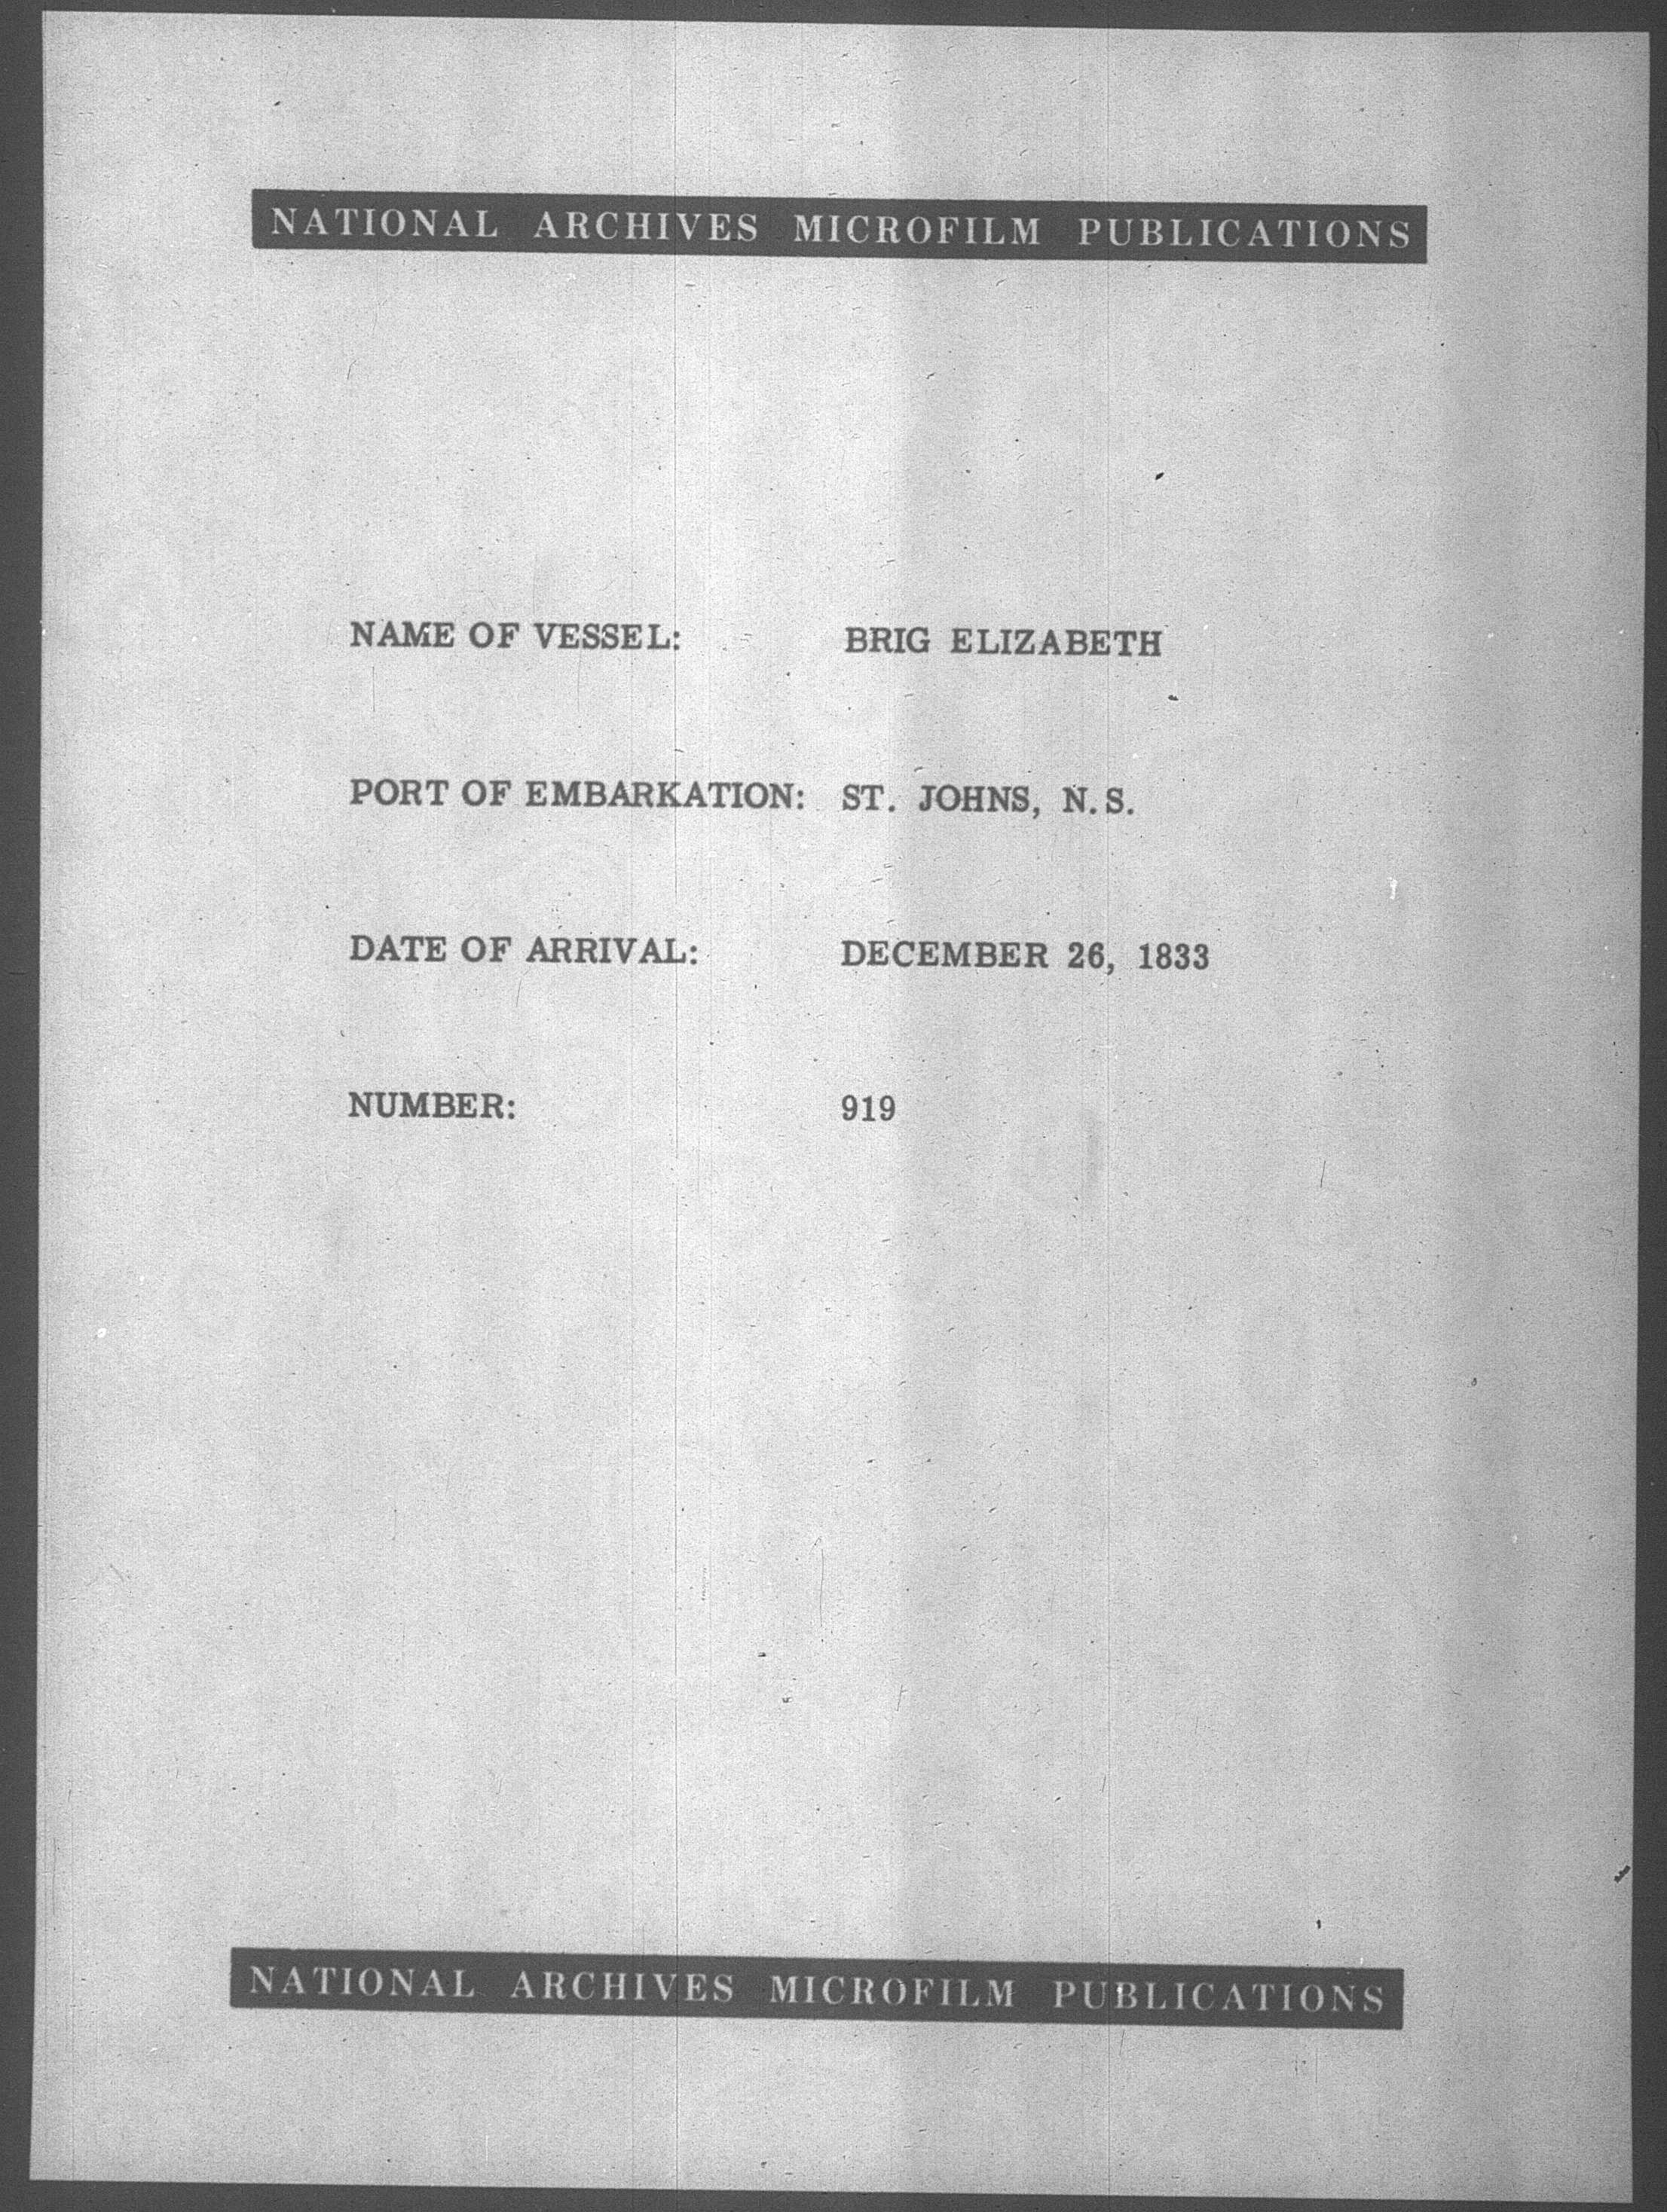 NATIONAL ARCHIVES MICROFILM PUBLICATIONS
NAME OF VESSEL: BRIG ELIZABETH
PORT OF EMBARKATION: ST. JOHNS, N.S.
DATE OF ARRIVAL: DECEMBER 26, 1833
NUMBER: 919
NATIONAL ARCHIVES MICROFILM PUBLICATIONS